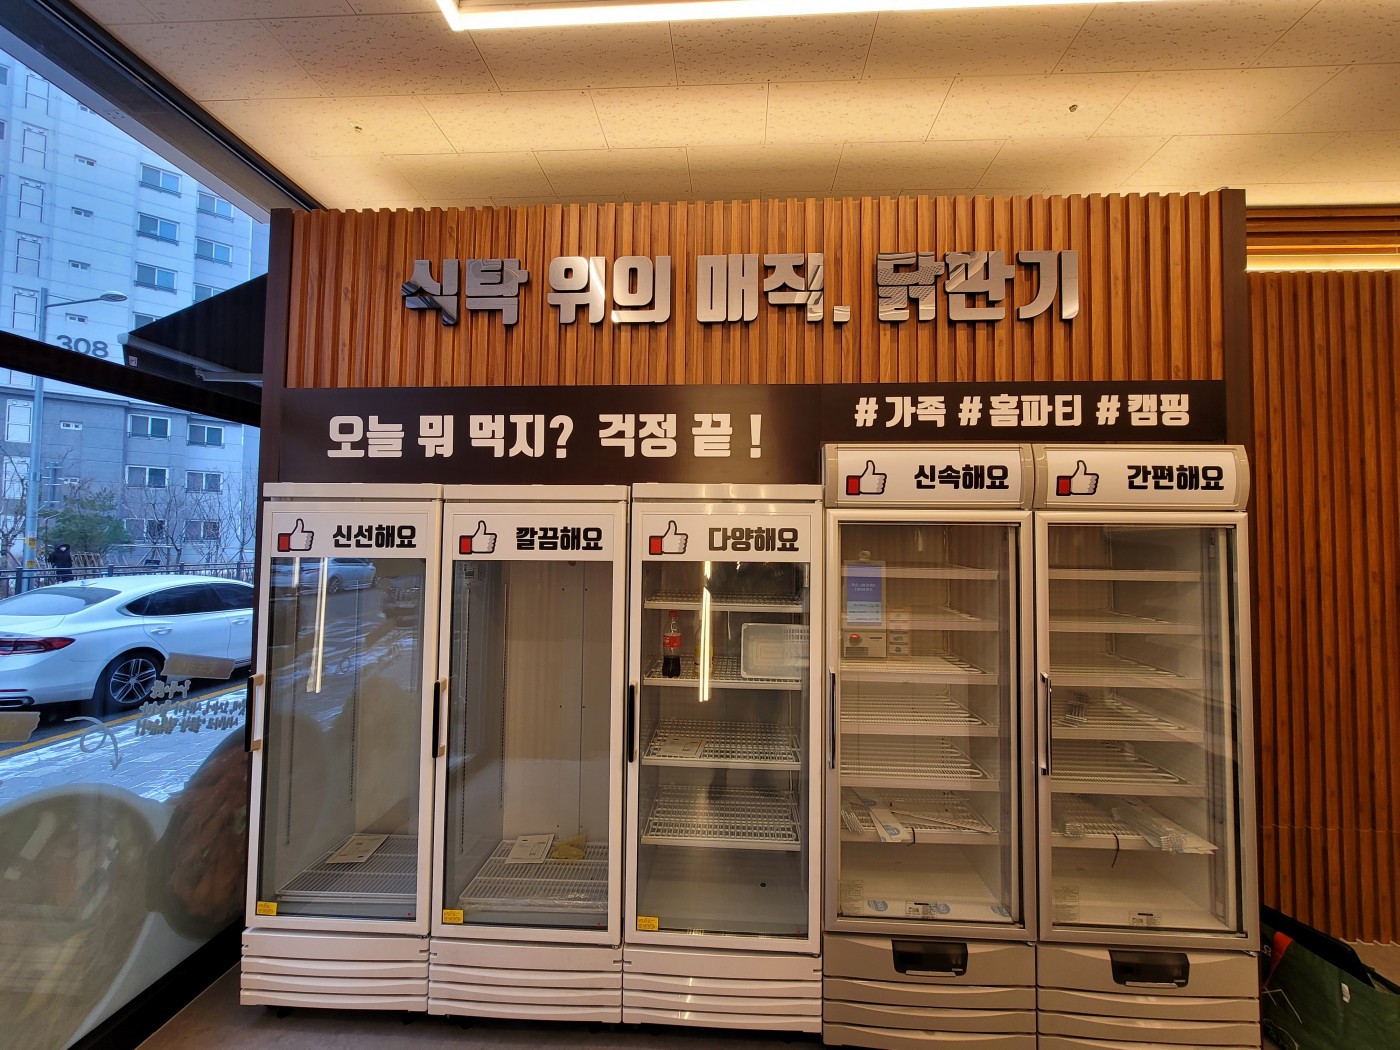 식탁 위의 매직, 닭판기
오늘 뭐 먹지? 걱정 끝!
#가족 #홈파티 #캠핑
신선해요
깔끔해요
다양해요
신속해요
간편해요
308